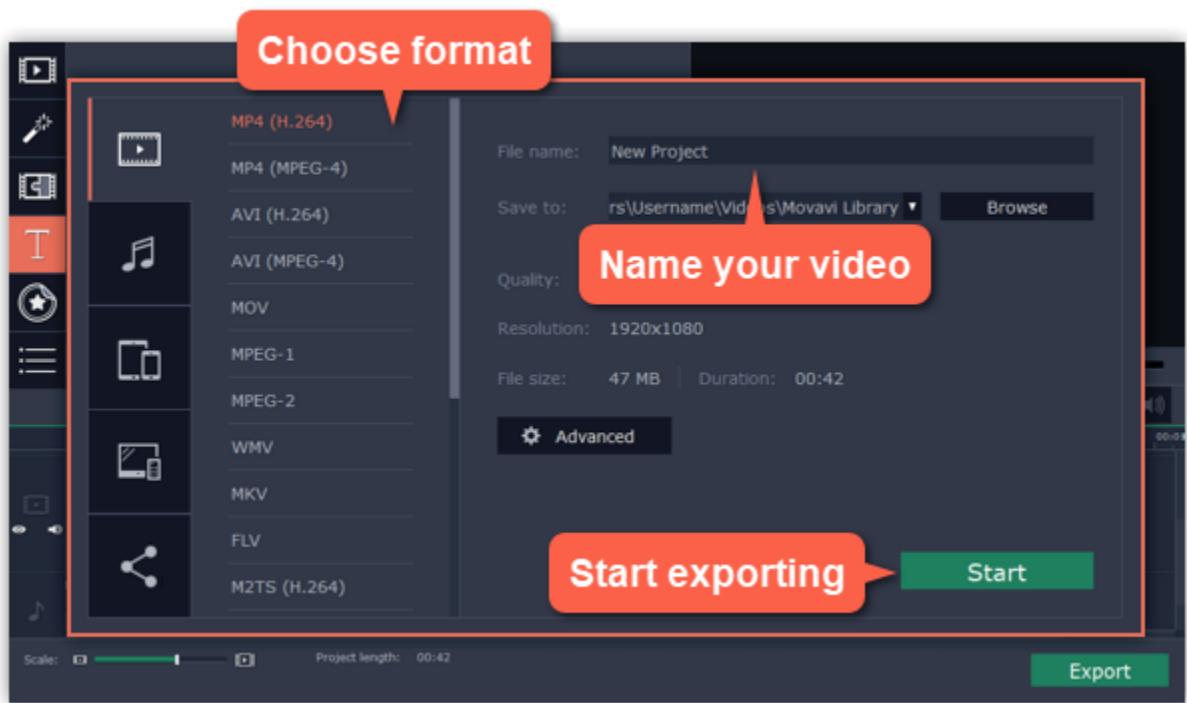 Choose format
MP4 (H.264)
MP4 (MPEG-4)
AVI (H.264)
AVI (MPEG-4)
MOV
MPEG-1
MPEG-2
WMV
MKV
FLV
M2TS (H.264)
File name: New Project
Save to: rs\Username\Videos\Movavi Library Browse
Name your video
Quality:
Resolution: 1920x1080
File size: 47 MB Duration: 00:42
Advanced
Start exporting
Start
Scale: Project length: 00:42
Export